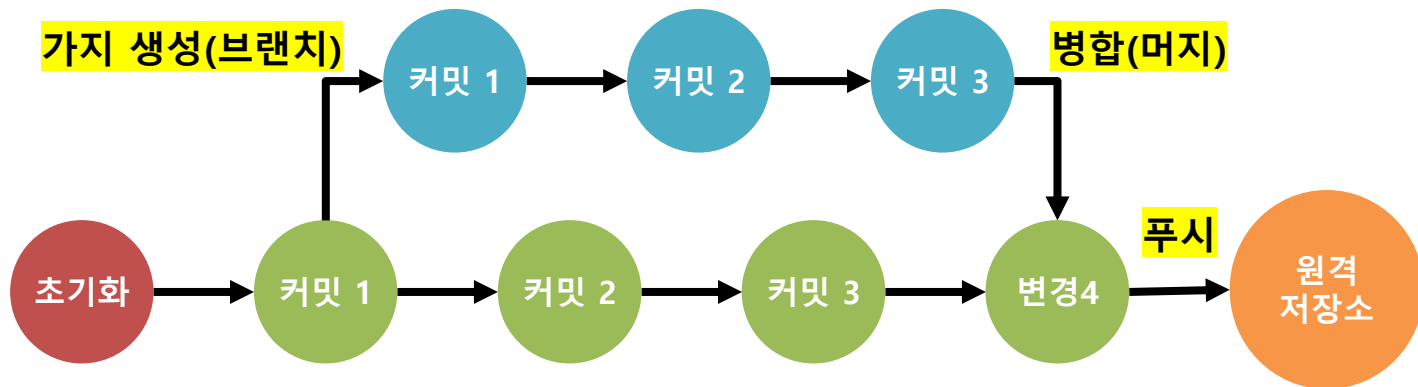 가지 생성(브랜치)
병합(머지)
커밋 1
커밋 2
커밋 3
푸시
초기화
커밋 1
커밋 2
커밋 3
변경4
원격
저장소